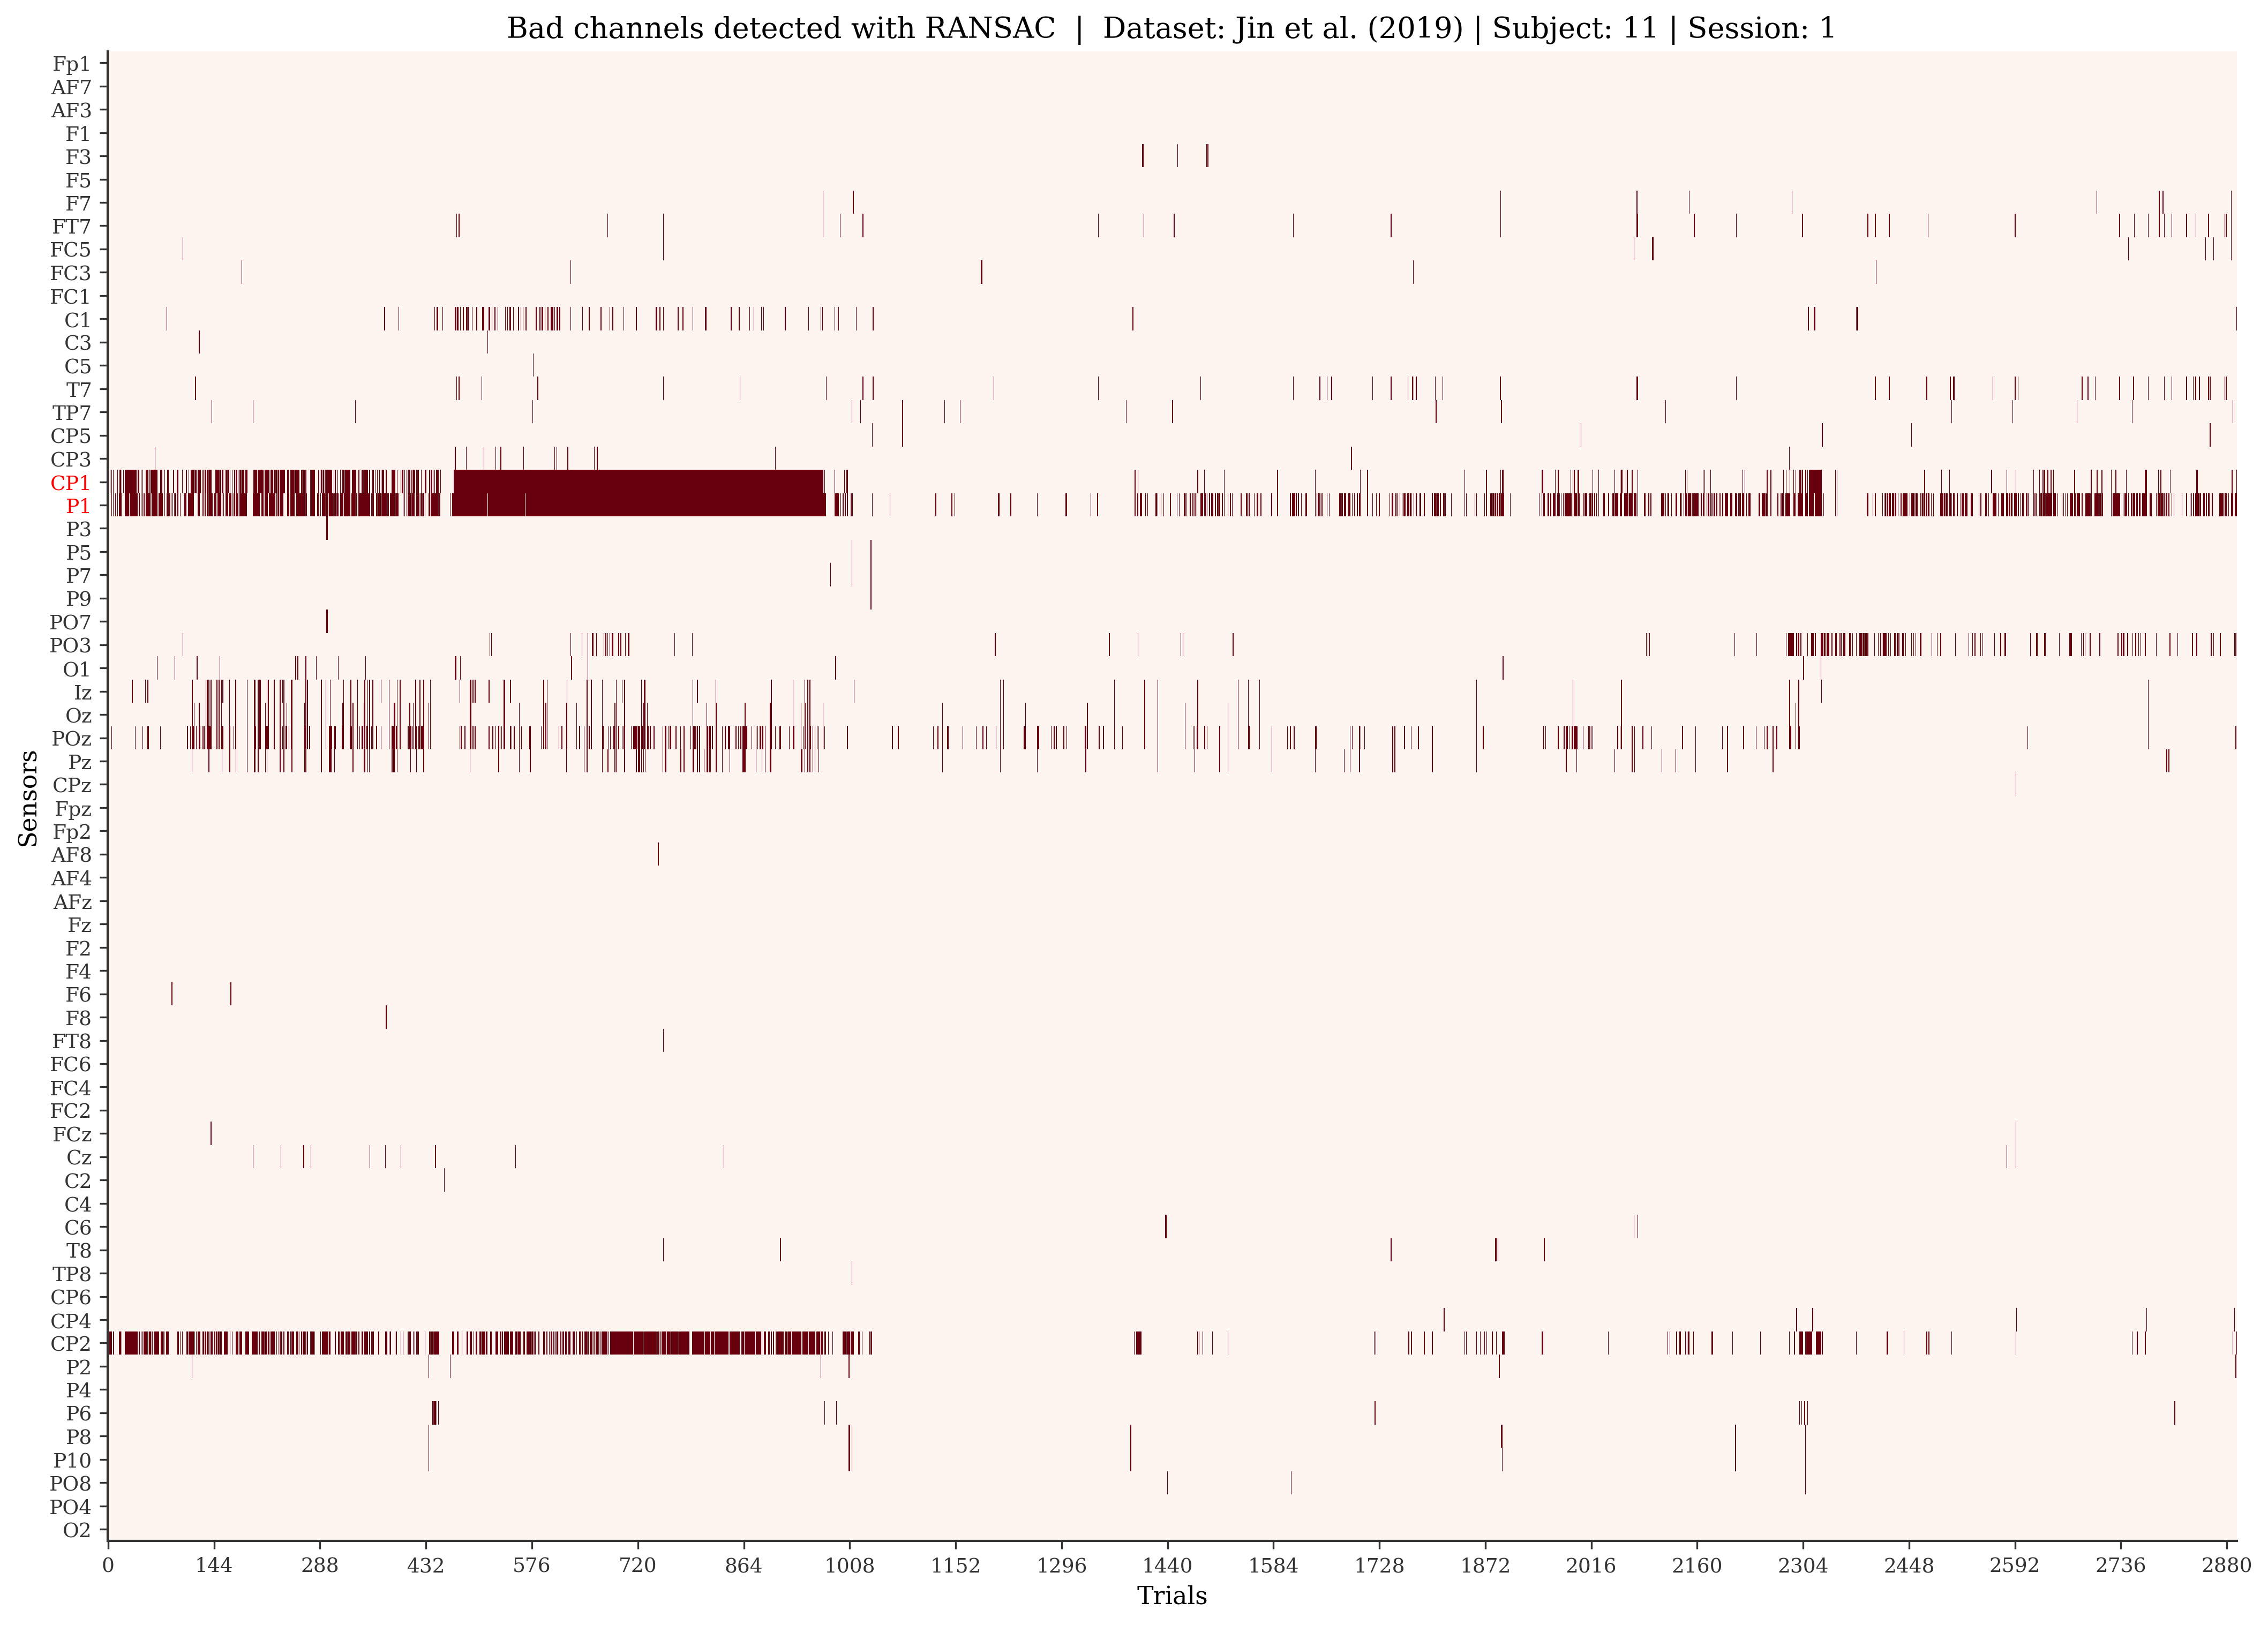 Bad channels detected with RANSAC | Dataset: Jin et al. (2019) | Subject: 11 | Session: 1
Fp1
AF7
AF3
F1
F3
F5
F7
FT7
FC5
FC3
FC1
C1
C3
C5
T7
TP7
CP5
CP3
CP1
P1
P3
P5
P7
P9
PO7
PO3
O1
Iz
Oz
POz
Pz
CPz
Fpz
Fp2
AF8
AF4
AFz
Fz
F2
F4
F6
F8
FT8
FC6
FC4
FC2
FCz
Cz
C2
C4
C6
T8
TP8
CP6
CP4
CP2
P2
P4
P6
P8
P10
PO8
PO4
O2
Sensors
0 144 288 432 576 720 864 1008 1152 1296 1440 1584 1728 1872 2016 2160 2304 2448 2592 2736 2880
Trials